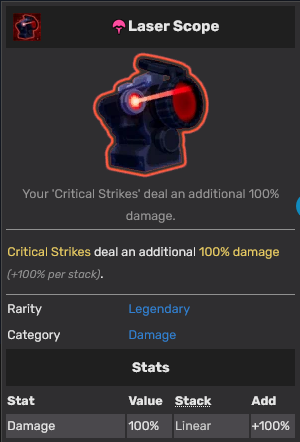 Laser Scope
Your 'Critical Strikes' deal an additional 100%
damage.
Critical Strikes deal an additional 100% damage
(+100% per stack).
Rarity Legendary
Category Damage
Stats
Stat Value Stack Add
Damage 100% Linear +100%